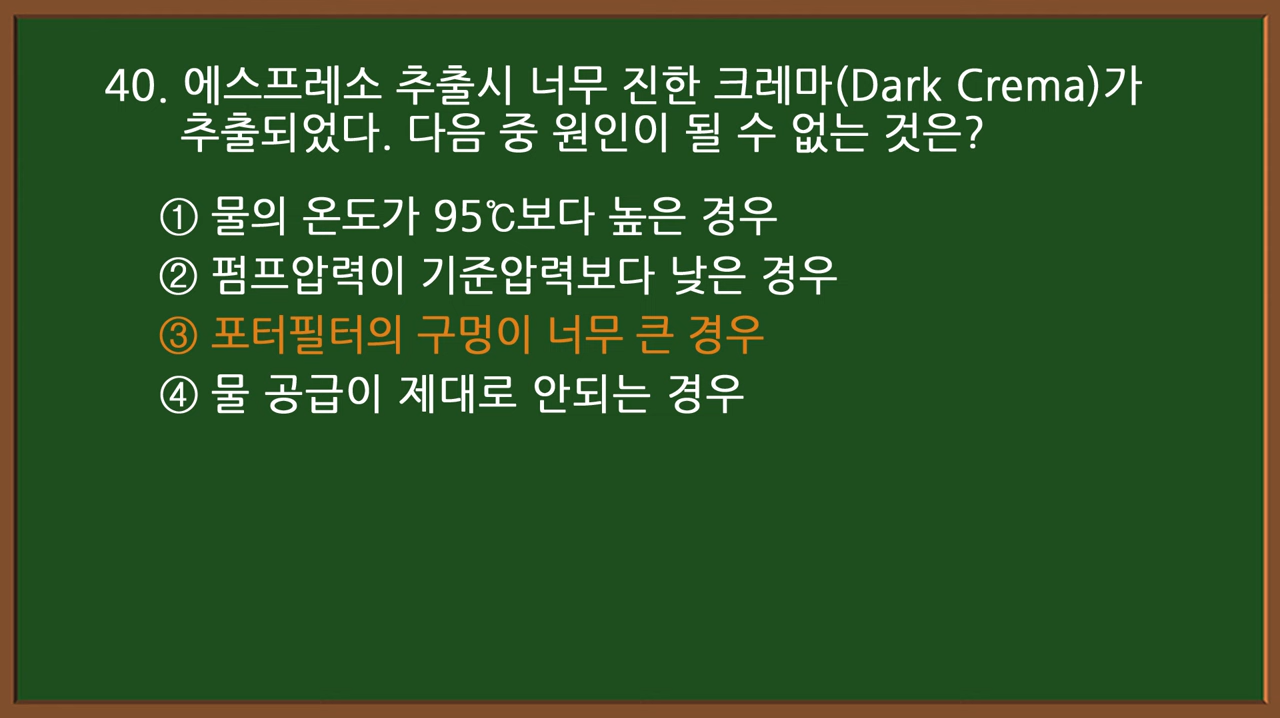 40. 에스프레소 추출시 너무 진한 크레마(Dark Crema)가
추출되었다. 다음 중 원인이 될 수 없는 것은?
① 물의 온도가 95℃보다 높은 경우
② 펌프압력이 기준압력보다 낮은 경우
③ 포터필터의 구멍이 너무 큰 경우
④ 물 공급이 제대로 안되는 경우